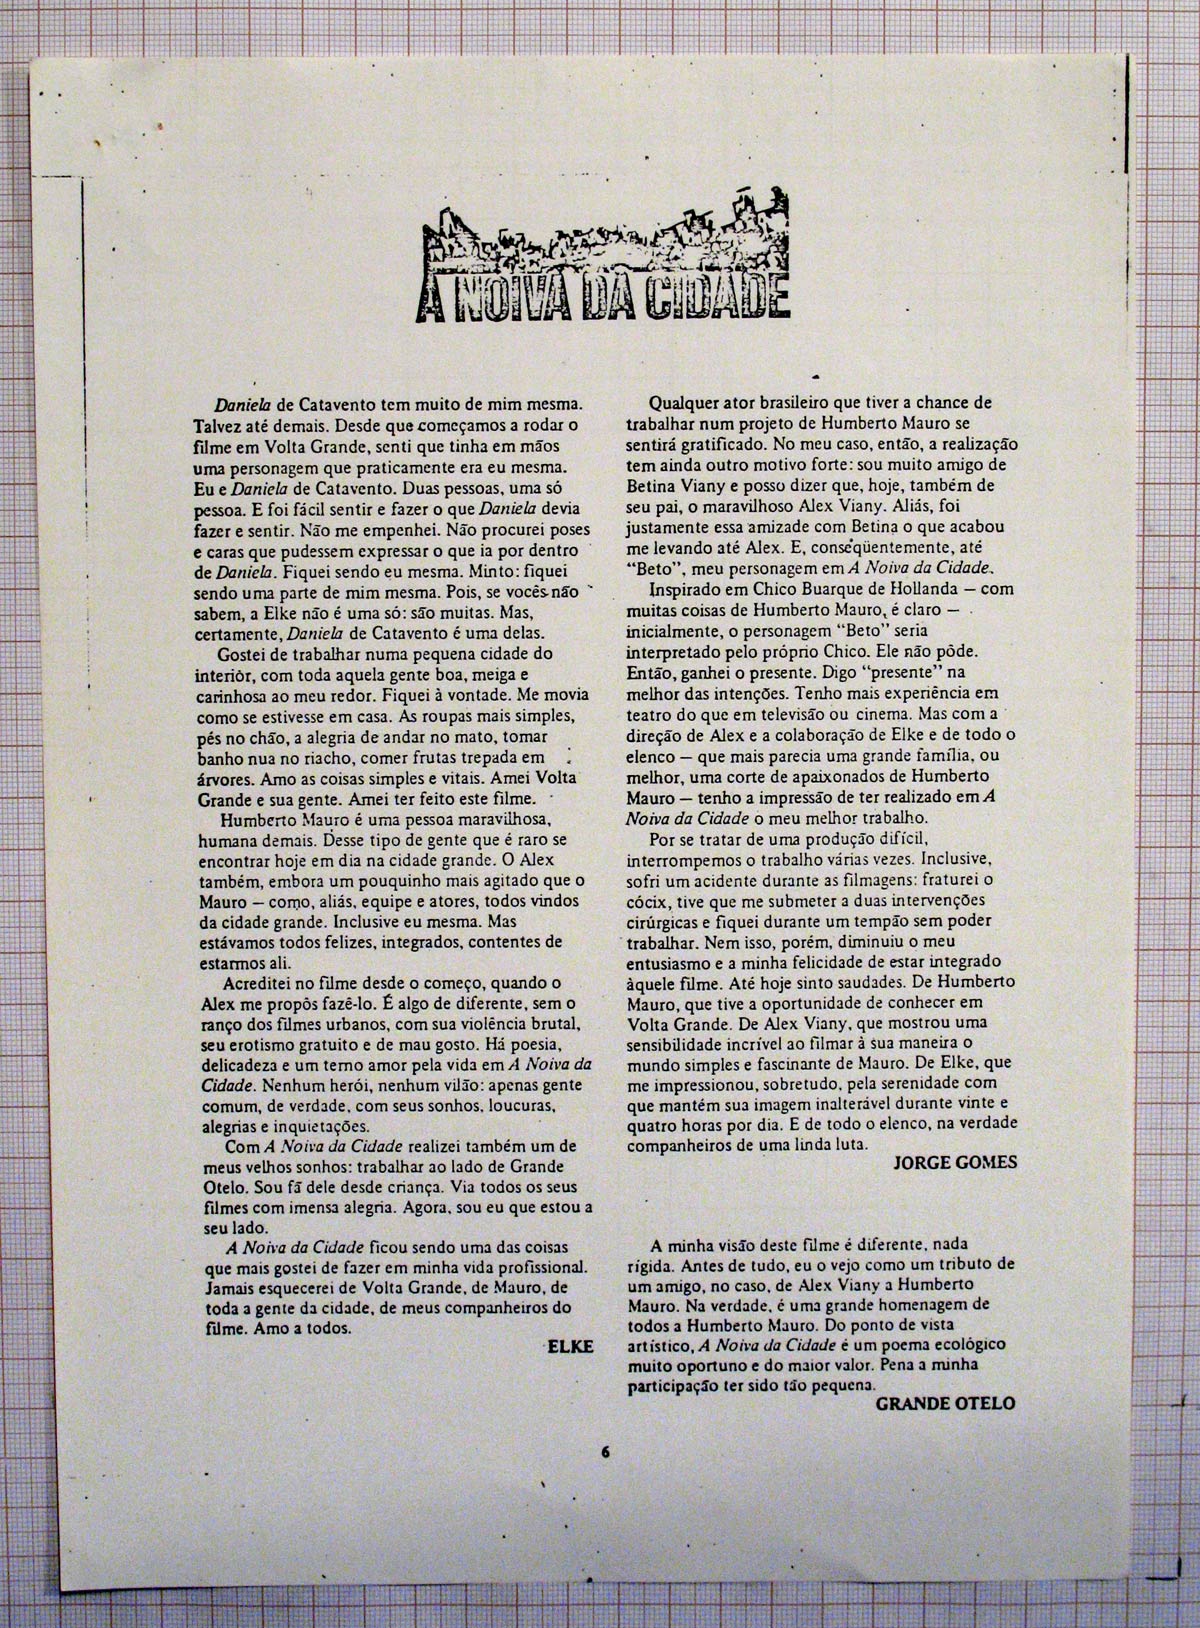 A NOIVA DA CIDADE
Daniela de Catavento tem muito de mim mesma.
Talvez até demais. Desde que começamos a rodar o
filme em Volta Grande, senti que tinha em mãos
uma personagem que praticamente era eu mesma.
Eu e Daniela de Catavento. Duas pessoas, uma só
pessoa. E foi fácil sentir e fazer o que Daniela devia
fazer e sentir. Não me empenhei. Não procurei poses
e caras que pudessem expressar o que ia por dentro
de Daniela. Fiquei sendo eu mesma. Minto: fiquei
sendo uma parte de mim mesma. Pois, se vocês não
sabem, a Elke não é uma só: são muitas. Mas,
certamente, Daniela de Catavento é uma delas.
Gostei de trabalhar numa pequena cidade do
interior, com toda aquela gente boa, meiga e
carinhosa ao meu redor. Fiquei à vontade. Me movia
como se estivesse em casa. As roupas mais simples,
pés no chão, a alegria de andar no mato, tomar
banho nua no riacho, comer frutas trepada em
árvores. Amo as coisas simples e vitais. Amei Volta
Grande e sua gente. Amei ter feito este filme.
Humberto Mauro é uma pessoa maravilhosa,
humana demais. Desse tipo de gente que é raro se
encontrar hoje em dia na cidade grande. O Alex
também, embora um pouquinho mais agitado que o
Mauro — como, aliás, equipe e atores, todos vindos
da cidade grande. Inclusive eu mesma. Mas
estávamos todos felizes, integrados, contentes de
estarmos ali.
Acreditei no filme desde o começo, quando o
Alex me propôs fazê-lo. É algo de diferente, sem o
ranço dos filmes urbanos, com sua violência brutal,
seu erotismo gratuito e de mau gosto. Há poesia,
delicadeza e um terno amor pela vida em A Noiva da
Cidade. Nenhum herói, nenhum vilão: apenas gente
comum, de verdade, com seus sonhos, loucuras,
alegrias e inquietações.
Com A Noiva da Cidade realizei também um de
meus velhos sonhos: trabalhar ao lado de Grande
Otelo. Sou fã dele desde criança. Via todos os seus
filmes com imensa alegria. Agora, sou eu que estou a
seu lado.
A Noiva da Cidade ficou sendo uma das coisas
que mais gostei de fazer em minha vida profissional.
Jamais esquecerei de Volta Grande, de Mauro, de
toda a gente da cidade, de meus companheiros do
filme. Amo a todos.
ELKE
Qualquer ator brasileiro que tiver a chance de
trabalhar num projeto de Humberto Mauro se
sentirá gratificado. No meu caso, então, a realização
tem ainda outro motivo forte: sou muito amigo de
Betina Viany e posso dizer que, hoje, também de
seu pai, o maravilhoso Alex Viany. Aliás, foi
justamente essa amizade com Betina o que acabou
me levando até Alex. E, conseqüentemente, até
“Beto”, meu personagem em A Noiva da Cidade.
Inspirado em Chico Buarque de Hollanda — com
muitas coisas de Humberto Mauro, é claro —
inicialmente, o personagem “Beto” seria
interpretado pelo próprio Chico. Ele não pôde.
Então, ganhei o presente. Digo “presente” na
melhor das intenções. Tenho mais experiência em
teatro do que em televisão ou cinema. Mas com a
direção de Alex e a colaboração de Elke e de todo o
elenco — que mais parecia uma grande família, ou
melhor, uma corte de apaixonados de Humberto
Mauro — tenho a impressão de ter realizado em A
Noiva da Cidade o meu melhor trabalho.
Por se tratar de uma produção difícil,
interrompemos o trabalho várias vezes. Inclusive,
sofri um acidente durante as filmagens: fraturei o
cócix, tive que me submeter a duas intervenções
cirúrgicas e fiquei durante um tempão sem poder
trabalhar. Nem isso, porém, diminuiu o meu
entusiasmo e a minha felicidade de estar integrado
àquele filme. Até hoje sinto saudades. De Humberto
Mauro, que tive a oportunidade de conhecer em
Volta Grande. De Alex Viany, que mostrou uma
sensibilidade incrível ao filmar à sua maneira o
mundo simples e fascinante de Mauro. De Elke, que
me impressionou, sobretudo, pela serenidade com
que mantém sua imagem inalterável durante vinte e
quatro horas por dia. E de todo o elenco, na verdade
companheiros de uma linda luta.
JORGE GOMES
A minha visão deste filme é diferente, nada
rígida. Antes de tudo, eu o vejo como um tributo de
um amigo, no caso, de Alex Viany a Humberto
Mauro. Na verdade, é uma grande homenagem de
todos a Humberto Mauro. Do ponto de vista
artístico, A Noiva da Cidade é um poema ecológico
muito oportuno e do maior valor. Pena a minha
participação ter sido tão pequena.
GRANDE OTELO
6